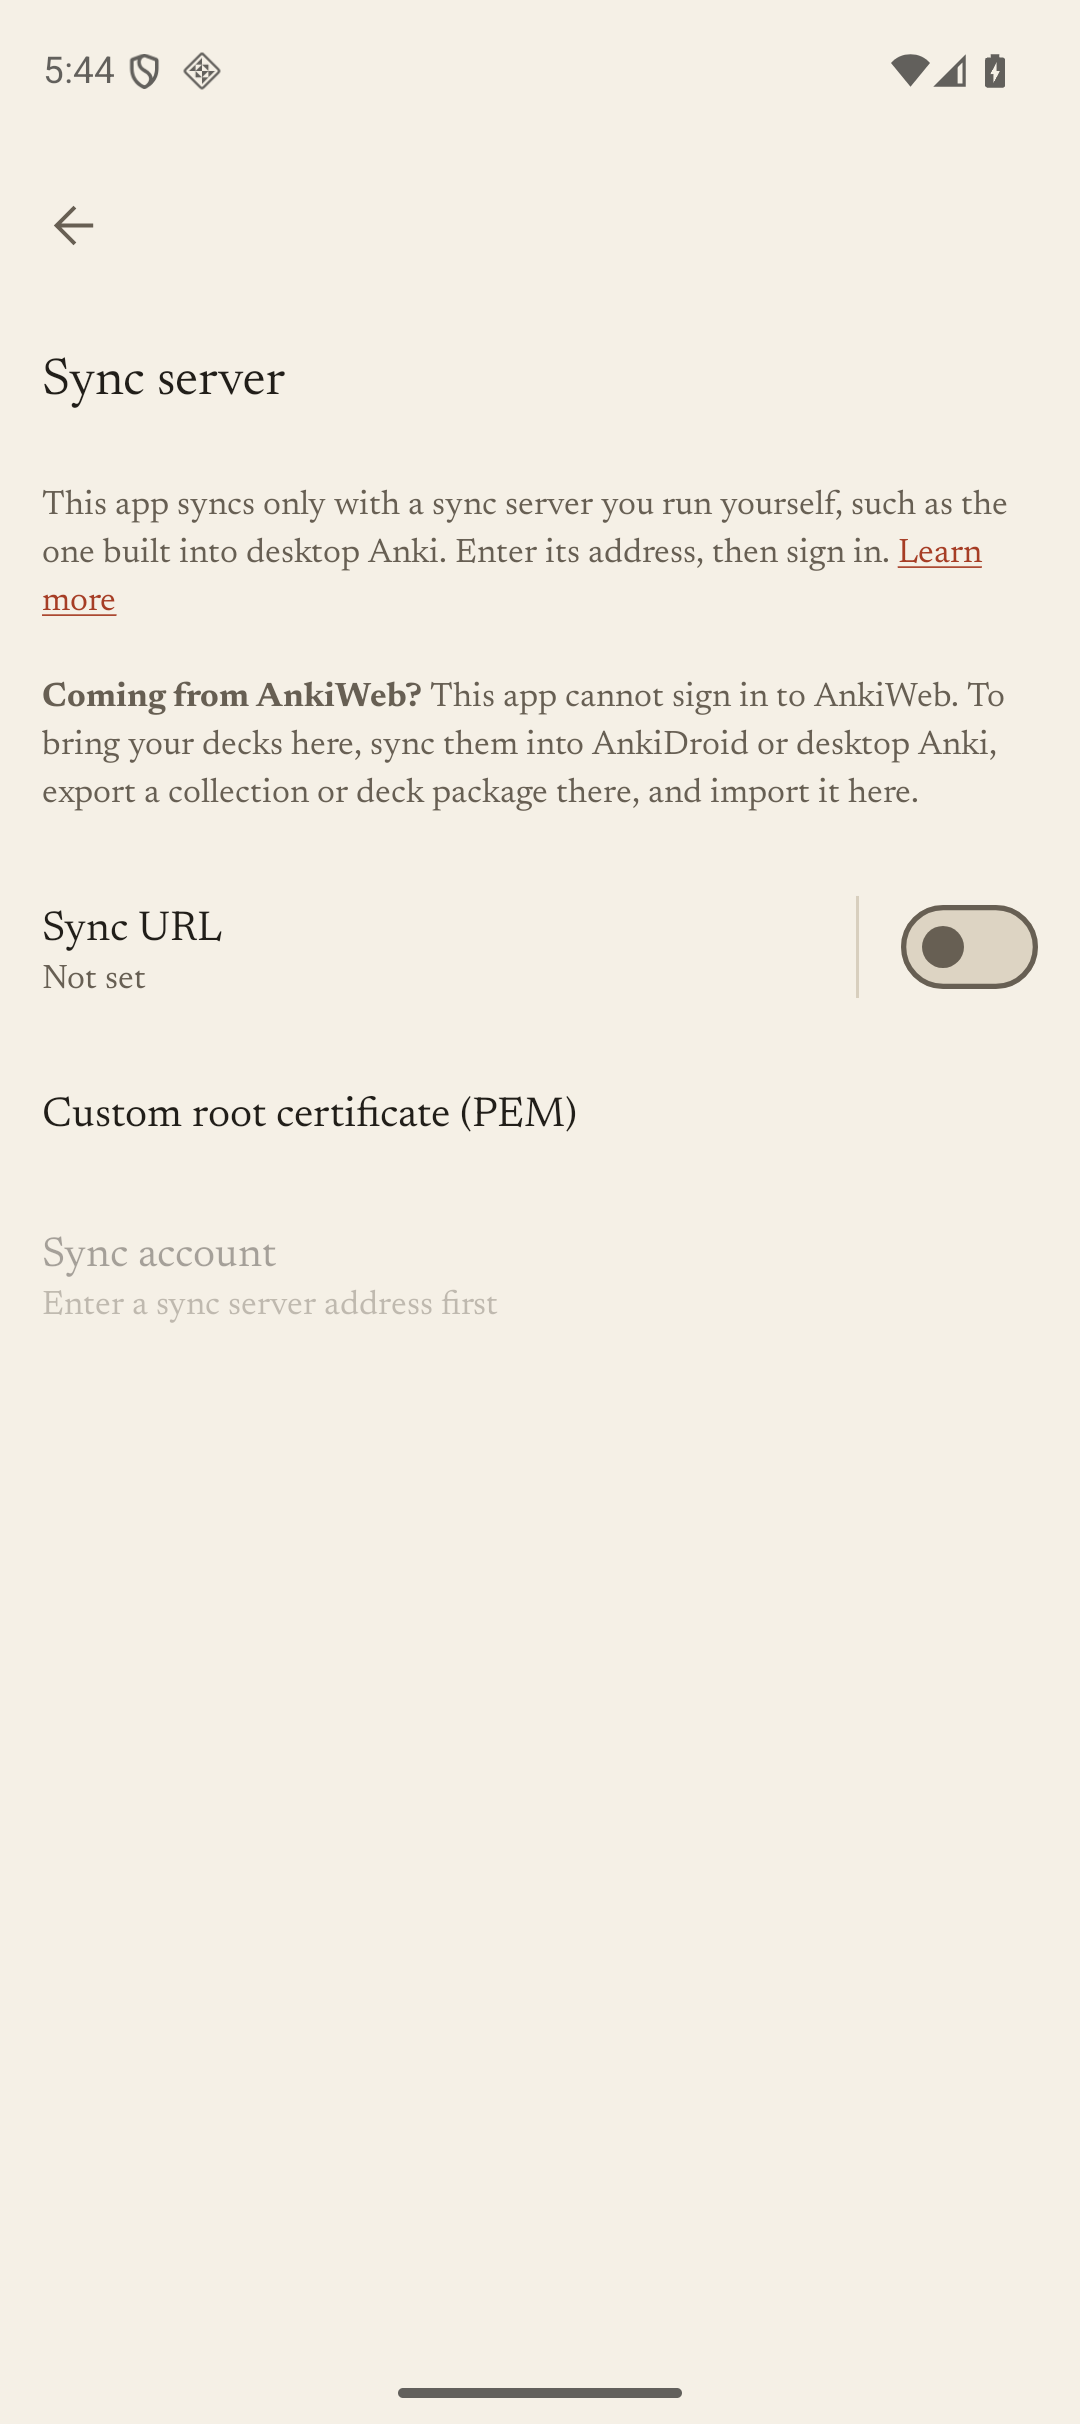 5:44
Sync server
This app syncs only with a sync server you run yourself, such as the
one built into desktop Anki. Enter its address, then sign in. Learn
more
Coming from AnkiWeb? This app cannot sign in to AnkiWeb. To
bring your decks here, sync them into AnkiDroid or desktop Anki,
export a collection or deck package there, and import it here.
Sync URL
Not set
Custom root certificate (PEM)
Sync account
Enter a sync server address first